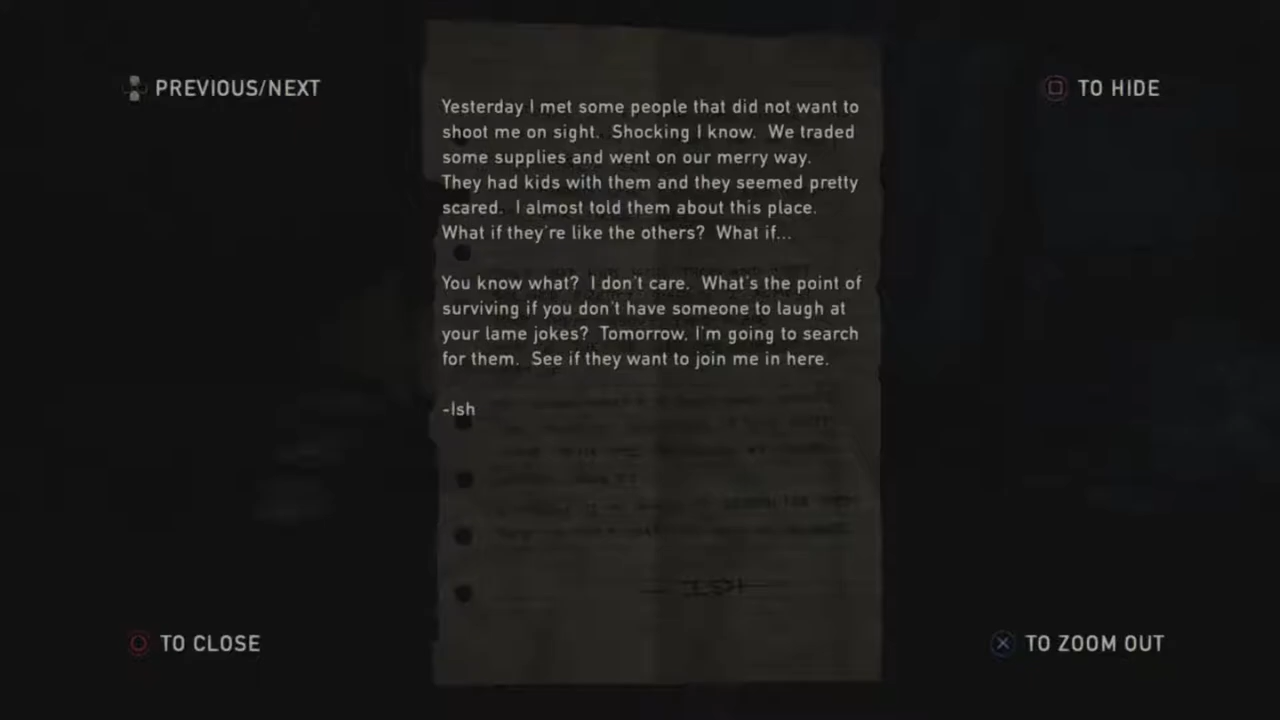 PREVIOUS/NEXT
TO HIDE
Yesterday I met some people that did not want to
shoot me on sight.  Shocking I know.  We traded
some supplies and went on our merry way.
They had kids with them and they seemed pretty
scared.  I almost told them about this place.
What if they're like the others?  What if...
You know what?  I don't care.  What's the point of
surviving if you don't have someone to laugh at
your lame jokes?  Tomorrow, I'm going to search
for them.  See if they want to join me in here.
-Ish
ISH
TO CLOSE
TO ZOOM OUT